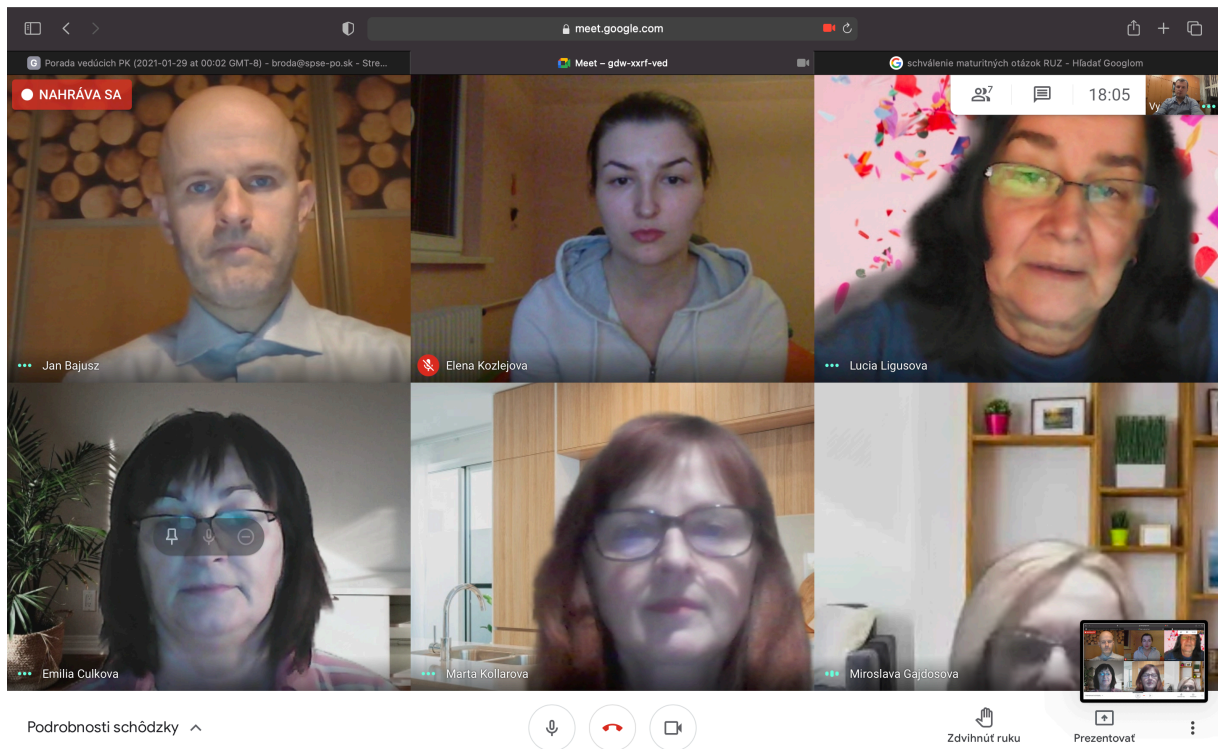 meet.google.com
G Porada vedúcich PK (2021-01-29 at 00:02 GMT-8) - broda@spse-po.sk - Stre...
Meet – gdw-xxrf-ved
G schválenie maturitných otázok RUZ - Hľadať Googlom
NAHRÁVA SA
7
18:05
Vy
Jan Bajusz
Elena Kozlejova
Lucia Ligusova
Emilia Culkova
Marta Kollarova
Miroslava Gajdosova
Podrobnosti schôdzky
Zdvihnúť ruku
Prezentovať